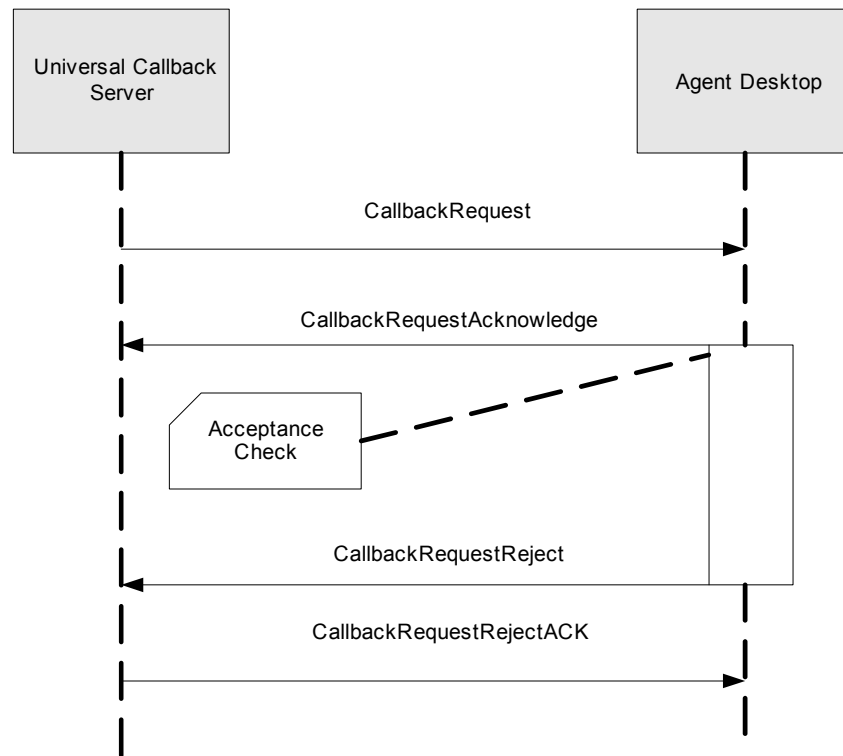 Universal Callback
Server
Agent Desktop
CallbackRequest
CallbackRequestAcknowledge
Acceptance
Check
CallbackRequestReject
CallbackRequestRejectACK